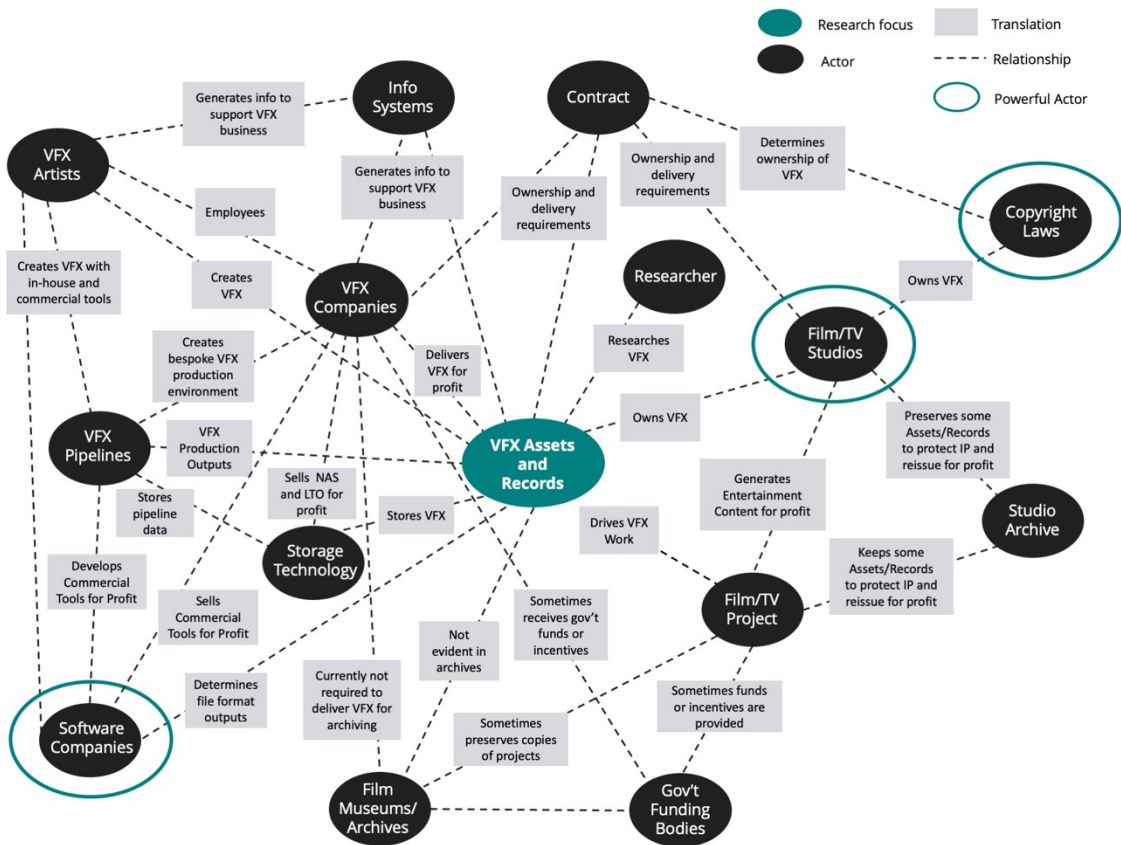 Research focus
Translation
Actor
Relationship
Powerful Actor
Info
Systems
Contract
Generates info to
support VFX
business
VFX
Artists
Determines
ownership of
VFX
Ownership and
delivery
requirements
Generates info to
support VFX
business
Ownership and
delivery
requirements
Employees
Copyright
Laws
Creates VFX with
in-house and
commercial tools
Creates
VFX
VFX
Companies
Researcher
Owns VFX
Film/TV
Studios
Creates
bespoke VFX
production
environment
Delivers
VFX for
profit
Researches
VFX
VFX
Pipelines
VFX
Production
Outputs
VFX Assets
and
Records
Owns VFX
Preserves some
Assets/Records
to protect IP and
reissue for profit
Sells NAS
and LTO for
profit
Generates
Entertainment
Content for profit
Stores
pipeline
data
Stores VFX
Drives VFX
Work
Studio
Archive
Storage
Technology
Develops
Commercial
Tools for Profit
Keeps some
Assets/Records
to protect IP and
reissue for profit
Film/TV
Project
Sells
Commercial
Tools for Profit
Sometimes
receives gov’t
funds or
incentives
Not
evident in
archives
Determines
file format
outputs
Currently not
required to
deliver VFX for
archiving
Sometimes funds
or incentives are
provided
Software
Companies
Sometimes
preserves copies
of projects
Film
Museums/
Archives
Gov’t
Funding
Bodies